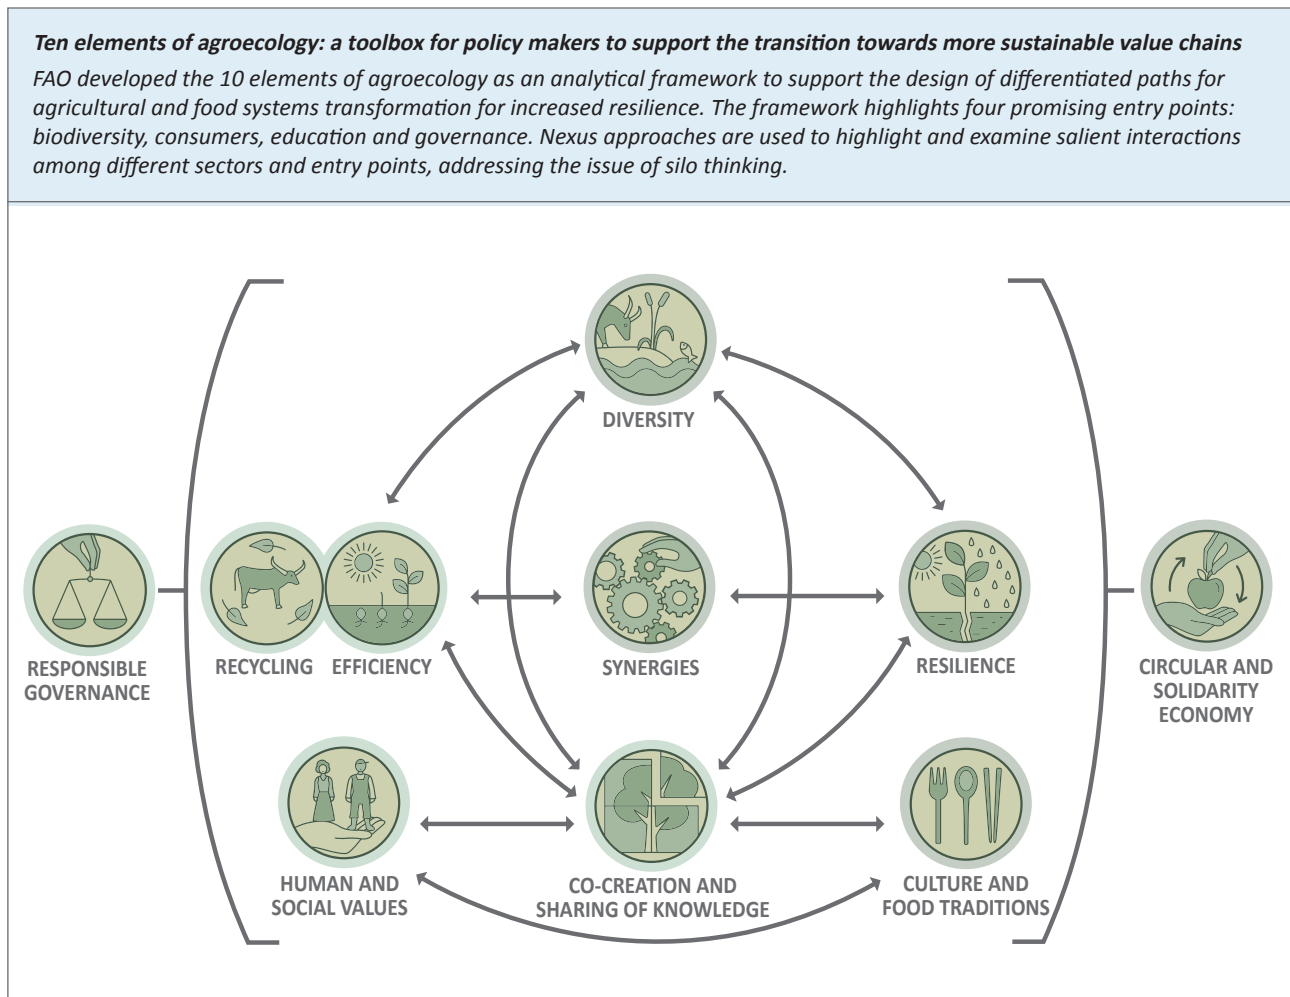 Ten elements of agroecology: a toolbox for policy makers to support the transition towards more sustainable value chains
FAO developed the 10 elements of agroecology as an analytical framework to support the design of differentiated paths for
agricultural and food systems transformation for increased resilience. The framework highlights four promising entry points:
biodiversity, consumers, education and governance. Nexus approaches are used to highlight and examine salient interactions
among different sectors and entry points, addressing the issue of silo thinking.
DIVERSITY
RESPONSIBLE
GOVERNANCE
RECYCLING
EFFICIENCY
SYNERGIES
RESILIENCE
CIRCULAR AND
SOLIDARITY
ECONOMY
HUMAN AND
SOCIAL VALUES
CO-CREATION AND
SHARING OF KNOWLEDGE
CULTURE AND
FOOD TRADITIONS